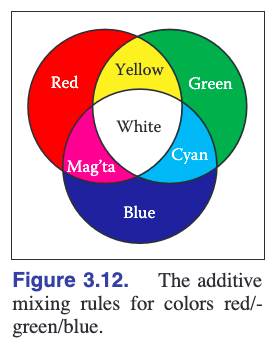 Yellow
Red
Green
White
Mag'ta
Cyan
Blue
Figure 3.12. The additive
mixing rules for colors red/-
green/blue.